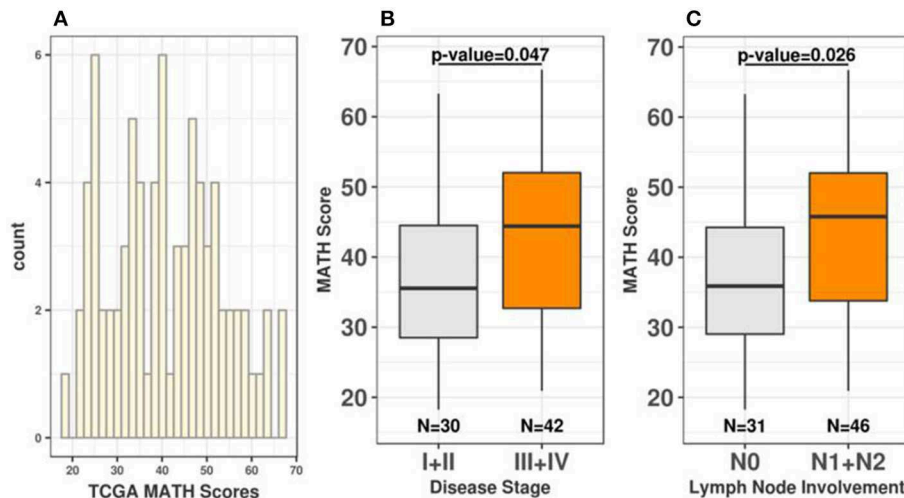 A
6
4
2
0
count
20 30 40 50 60 70
TCGA MATH Scores
B
70
60
50
40
30
20
MATH Score
p-value=0.047
N=30 N=42
I+II III+IV
Disease Stage
C
70
60
50
40
30
20
MATH Score
p-value=0.026
N=31 N=46
N0 N1+N2
Lymph Node Involvement